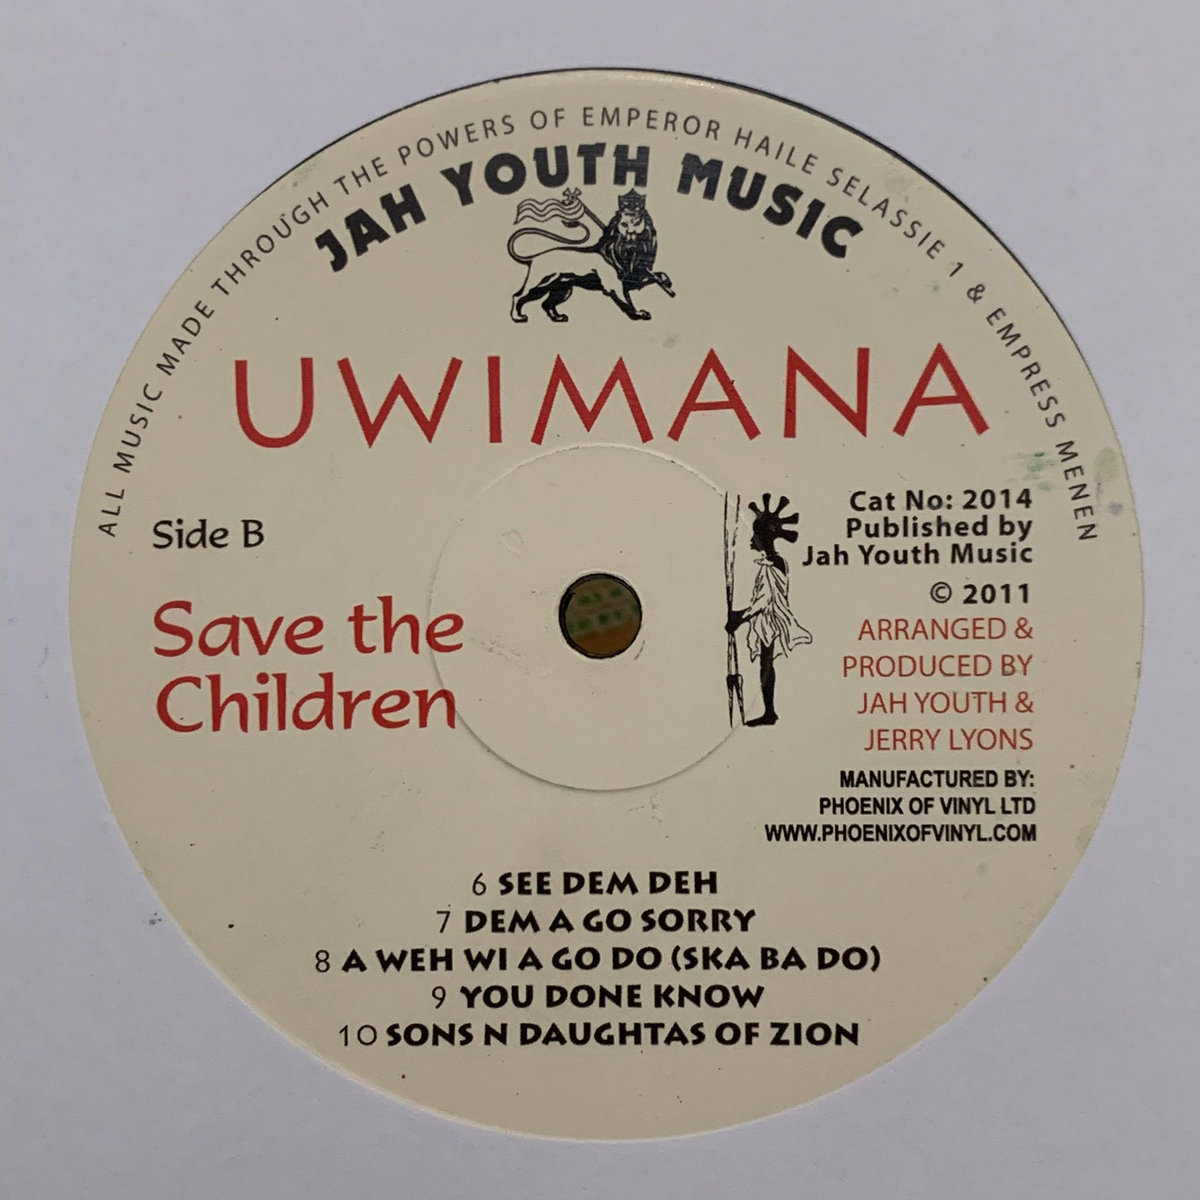 ALL MUSIC MADE THROUGH THE POWERS OF EMPEROR HAILE SELASSIE 1 & EMPRESS MENEN
JAH YOUTH MUSIC
UWIMANA
Side B
Save the
Children
Cat No: 2014
Published by
Jah Youth Music
© 2011
ARRANGED &
PRODUCED BY
JAH YOUTH &
JERRY LYONS
MANUFACTURED BY:
PHOENIX OF VINYL LTD
WWW.PHOENIXOFVINYL.COM
6 SEE DEM DEH
7 DEM A GO SORRY
8 A WEH WI A GO DO (SKA BA DO)
9 YOU DONE KNOW
10 SONS N DAUGHTAS OF ZION